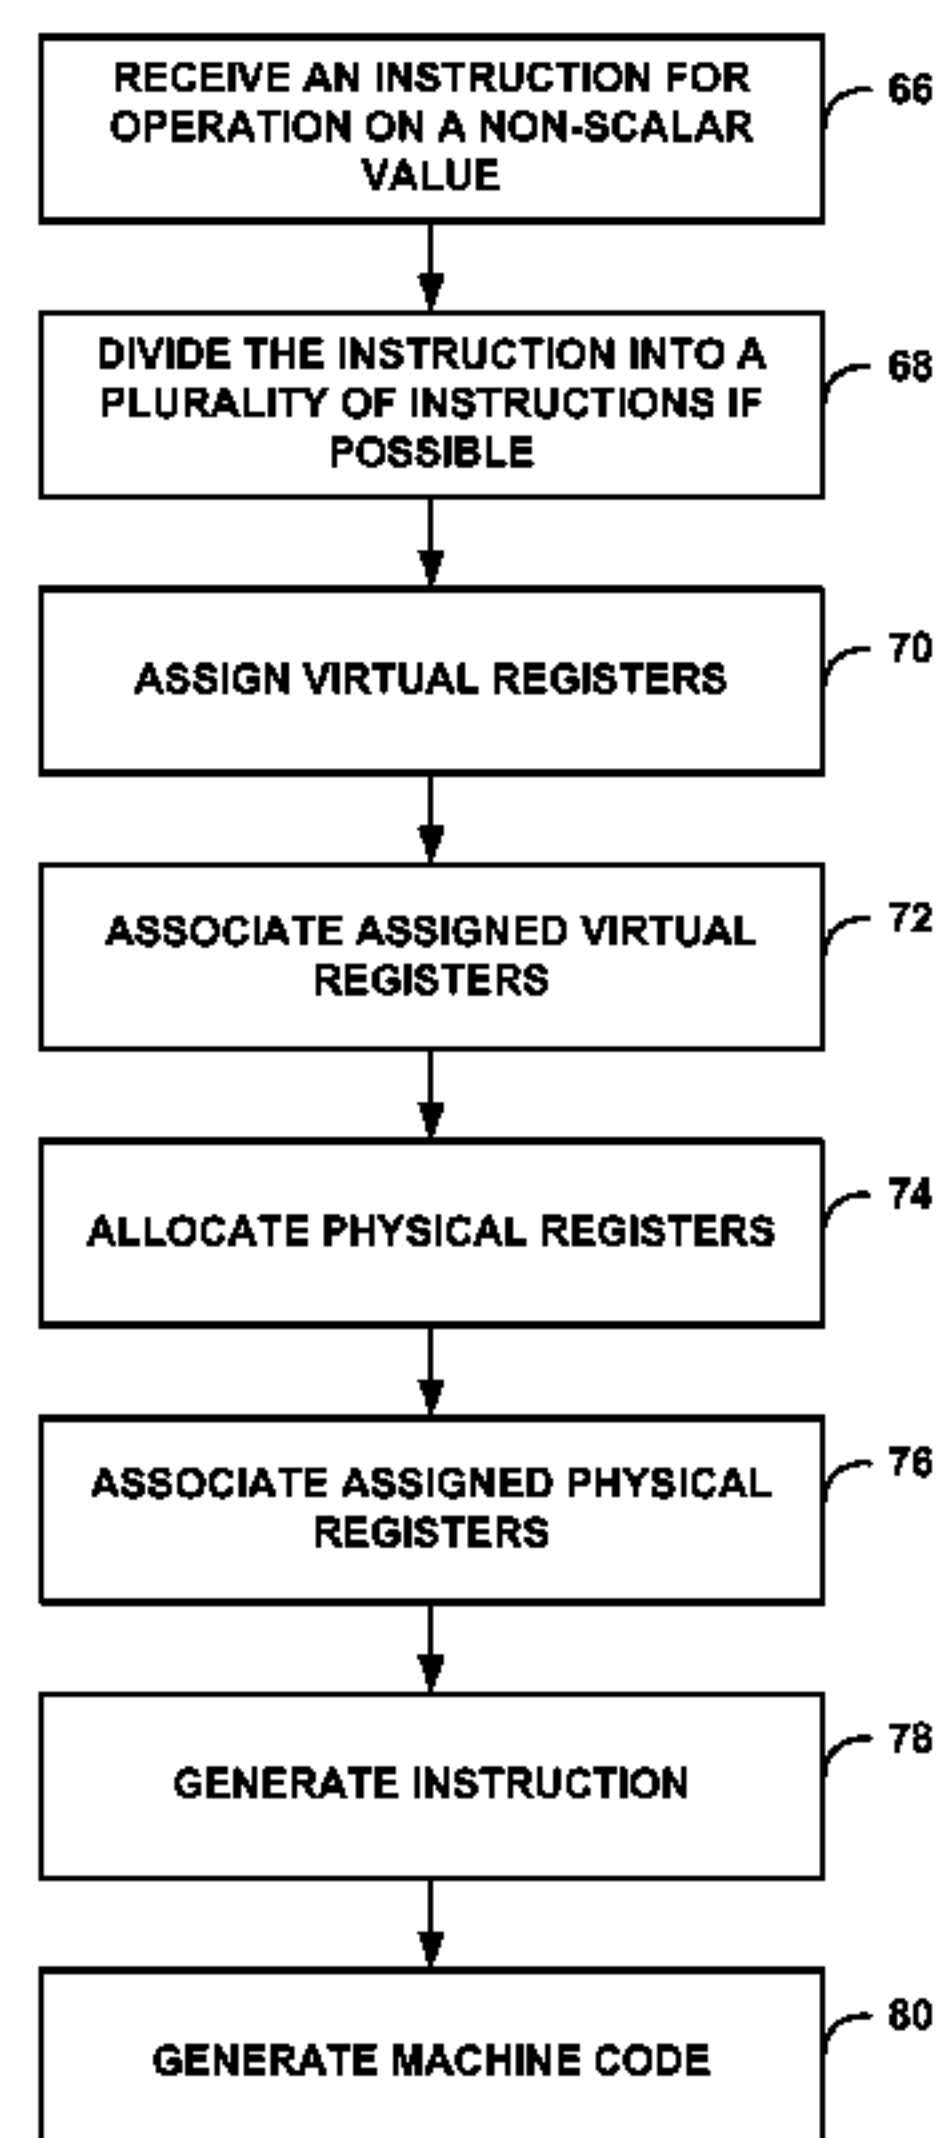 RECEIVE AN INSTRUCTION FOR
OPERATION ON A NON-SCALAR
VALUE
66
DIVIDE THE INSTRUCTION INTO A
PLURALITY OF INSTRUCTIONS IF
POSSIBLE
68
ASSIGN VIRTUAL REGISTERS
70
ASSOCIATE ASSIGNED VIRTUAL
REGISTERS
72
ALLOCATE PHYSICAL REGISTERS
74
ASSOCIATE ASSIGNED PHYSICAL
REGISTERS
76
GENERATE INSTRUCTION
78
GENERATE MACHINE CODE
80